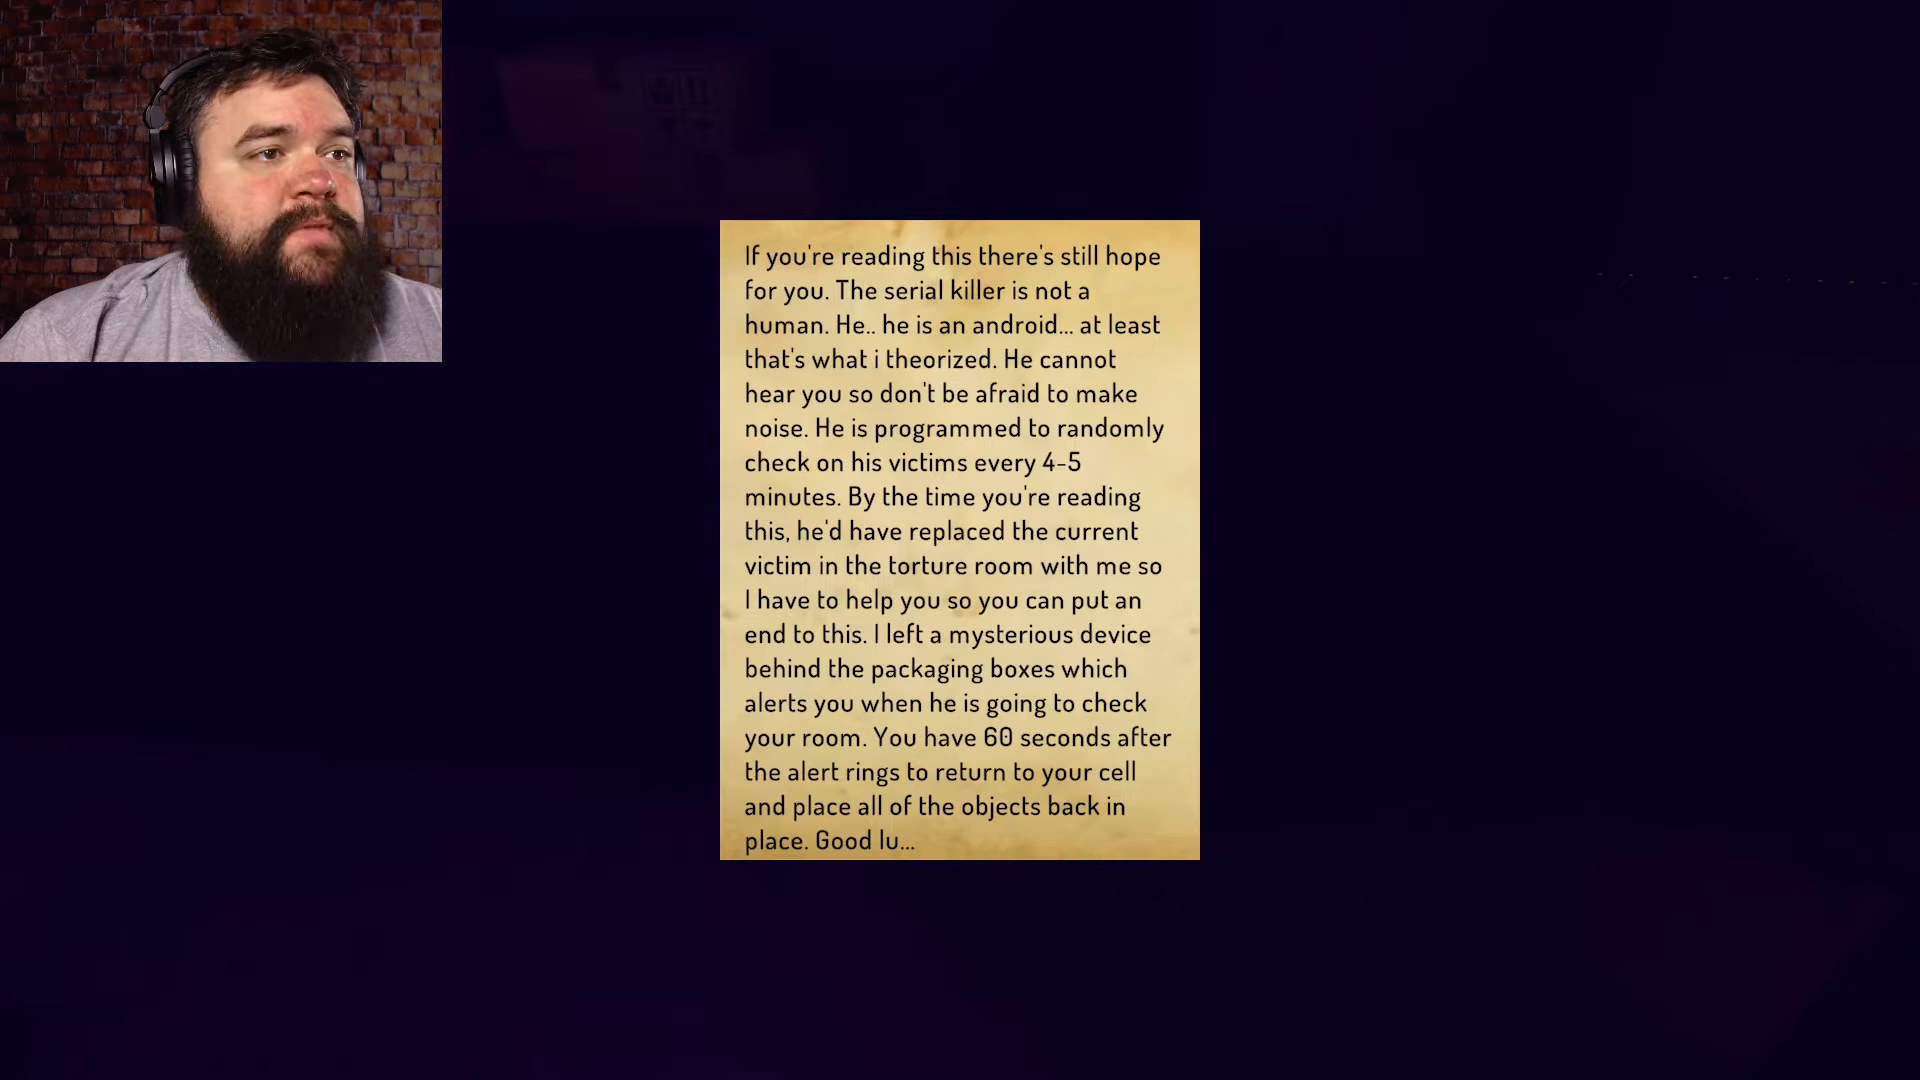 If you're reading this there's still hope
for you. The serial killer is not a
human. He.. he is an android... at least
that's what i theorized. He cannot
hear you so don't be afraid to make
noise. He is programmed to randomly
check on his victims every 4-5
minutes. By the time you're reading
this, he'd have replaced the current
victim in the torture room with me so
I have to help you so you can put an
end to this. I left a mysterious device
behind the packaging boxes which
alerts you when he is going to check
your room. You have 60 seconds after
the alert rings to return to your cell
and place all of the objects back in
place. Good lu...